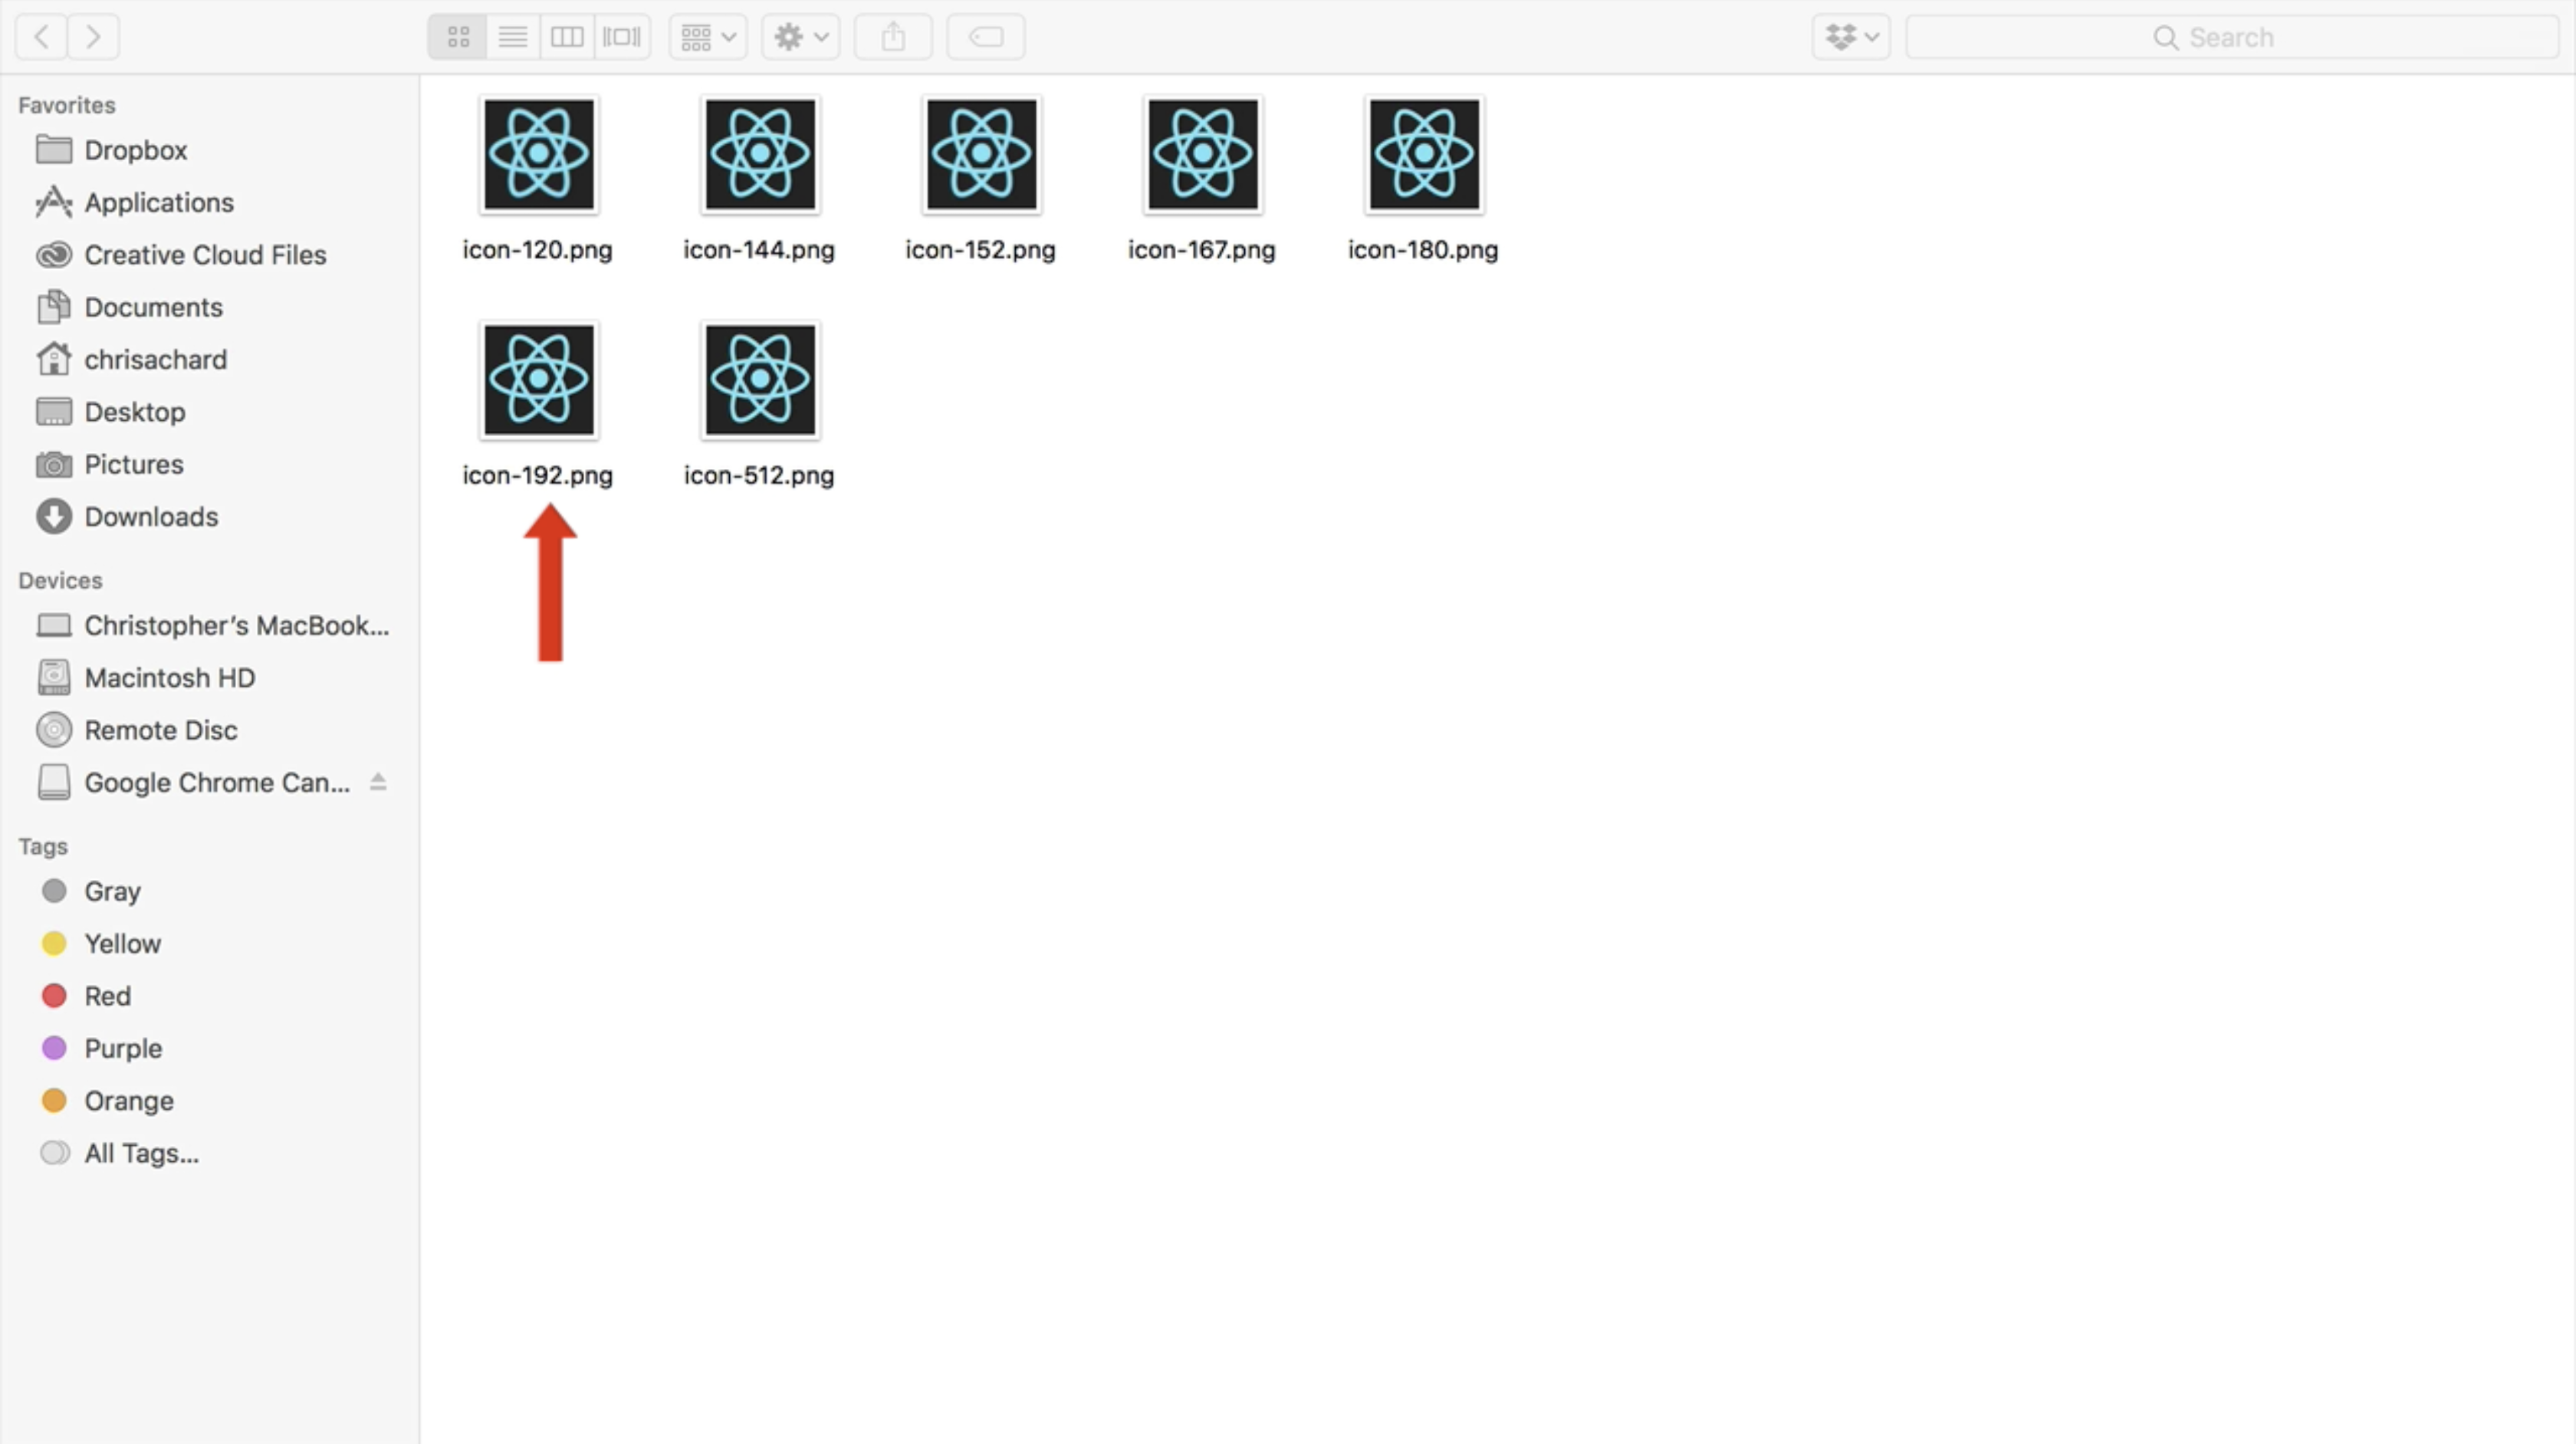 Search
Favorites
Dropbox
Applications
Creative Cloud Files
Documents
chrisachard
Desktop
Pictures
Downloads
Devices
Christopher’s MacBook...
Macintosh HD
Remote Disc
Google Chrome Can...
Tags
Gray
Yellow
Red
Purple
Orange
All Tags...
icon-120.png
icon-144.png
icon-152.png
icon-167.png
icon-180.png
icon-192.png
icon-512.png